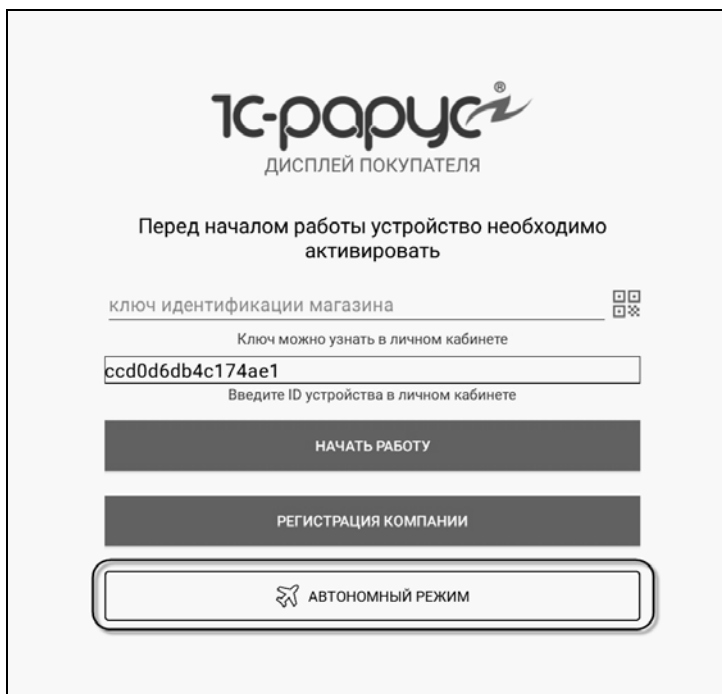 1С-рарус®
ДИСПЛЕЙ ПОКУПАТЕЛЯ
Перед началом работы устройство необходимо
активировать
ключ идентификации магазина
Ключ можно узнать в личном кабинете
ccd0d6db4c174ae1
Введите ID устройства в личном кабинете
НАЧАТЬ РАБОТУ
РЕГИСТРАЦИЯ КОМПАНИИ
АВТОНОМНЫЙ РЕЖИМ